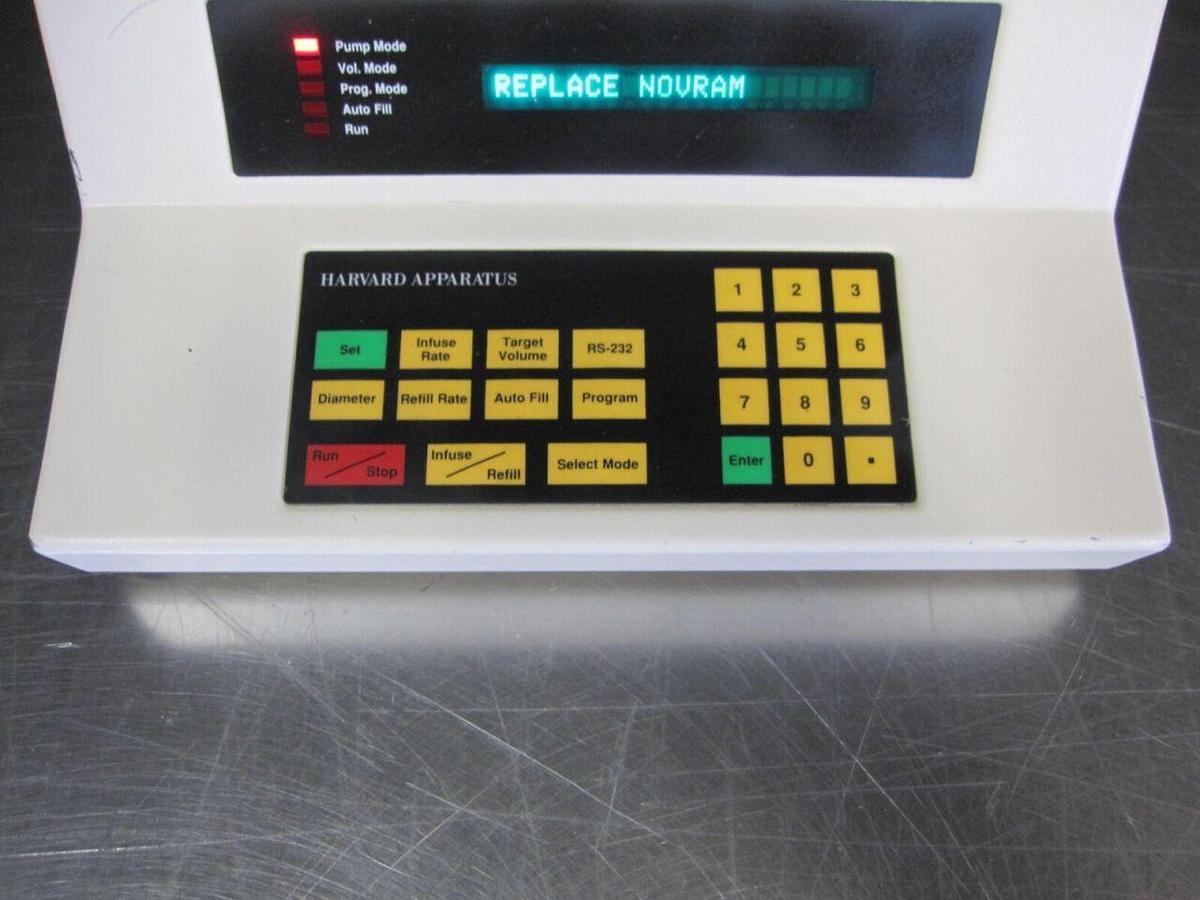 Pump Mode
Vol. Mode
Prog. Mode
Auto Fill
Run
REPLACE NOVRAM
HARVARD APPARATUS
Set
Infuse
Rate
Target
Volume
RS-232
Diameter
Refill Rate
Auto Fill
Program
Run
Stop
Infuse
Refill
Select Mode
1 2 3
4 5 6
7 8 9
Enter 0 .